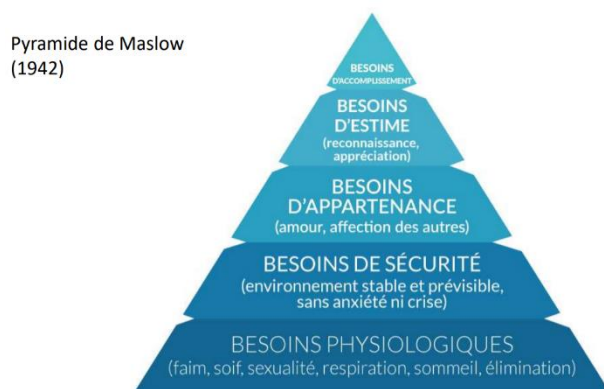 Pyramide de Maslow
(1942)
BESOINS
D'ACCOMPLISSEMENT
BESOINS
D'ESTIME
(reconnaissance,
appréciation)
BESOINS
D'APPARTENANCE
(amour, affection des autres)
BESOINS DE SÉCURITÉ
(environnement stable et prévisible,
sans anxiété ni crise)
BESOINS PHYSIOLOGIQUES
(faim, soif, sexualité, respiration, sommeil, élimination)